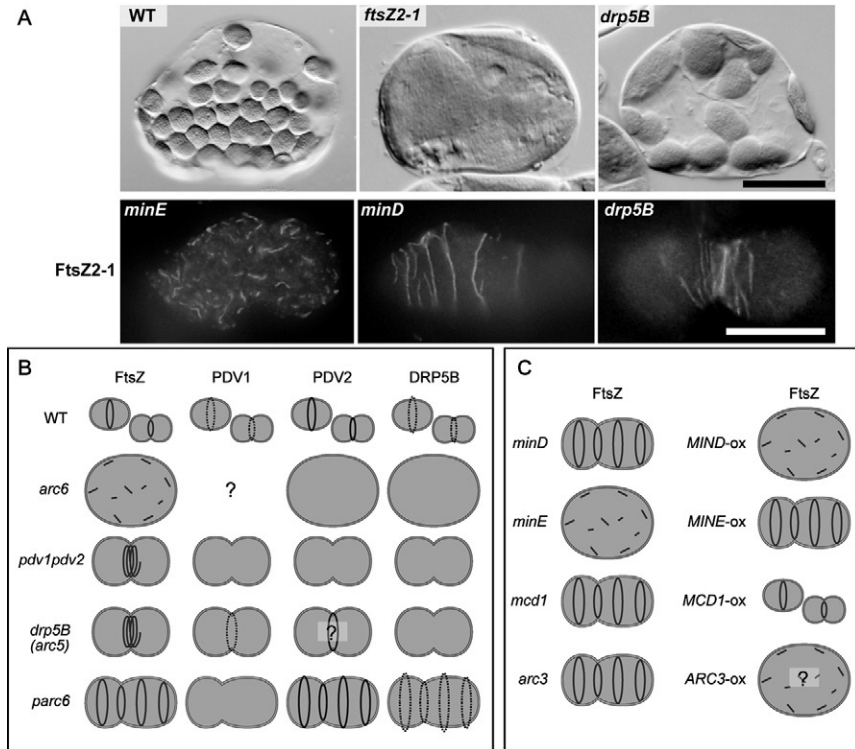 A
WT
ftsZ2-1
drp5B
FtsZ2-1
minE
minD
drp5B
B
FtsZ PDV1 PDV2 DRP5B
WT
arc6 ?
pdv1pdv2
drp5B ?
(arc5)
parc6
C
FtsZ FtsZ
minD MIND-ox
minE MINE-ox
mcd1 MCD1-ox
arc3 ARC3-ox ?